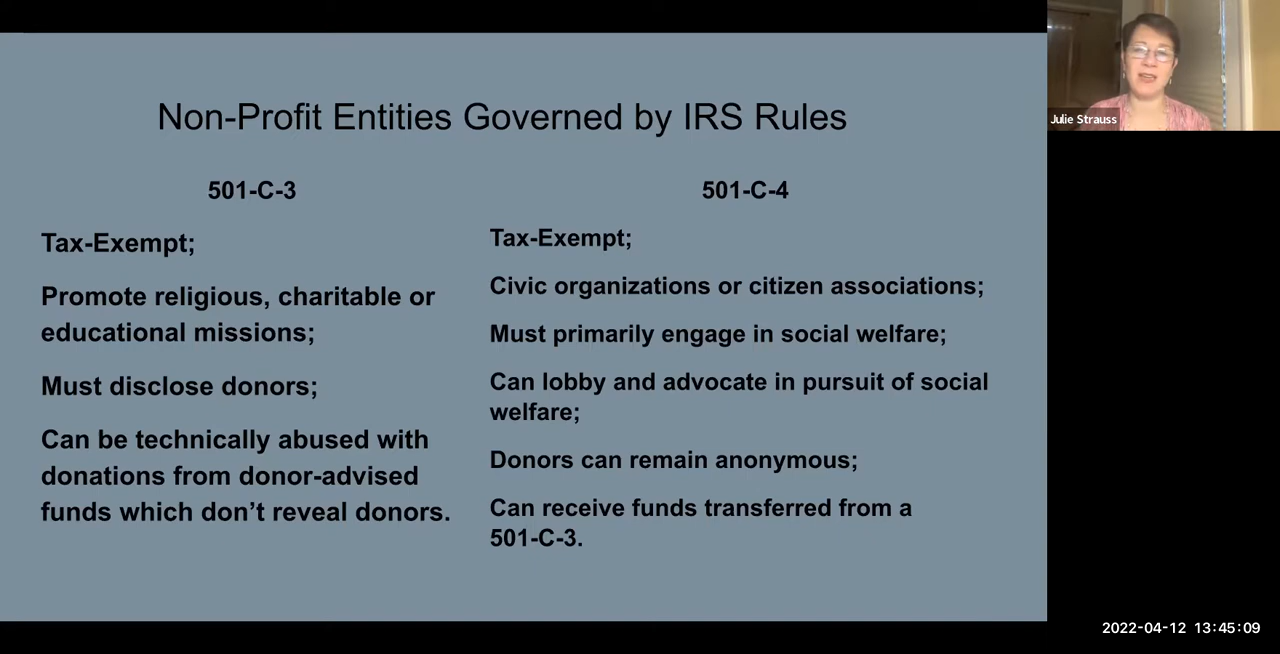 Non-Profit Entities Governed by IRS Rules
501-C-3
Tax-Exempt;
Promote religious, charitable or
educational missions;
Must disclose donors;
Can be technically abused with
donations from donor-advised
funds which don’t reveal donors.
501-C-4
Tax-Exempt;
Civic organizations or citizen associations;
Must primarily engage in social welfare;
Can lobby and advocate in pursuit of social
welfare;
Donors can remain anonymous;
Can receive funds transferred from a
501-C-3.
Julie Strauss
2022-04-12 13:45:09